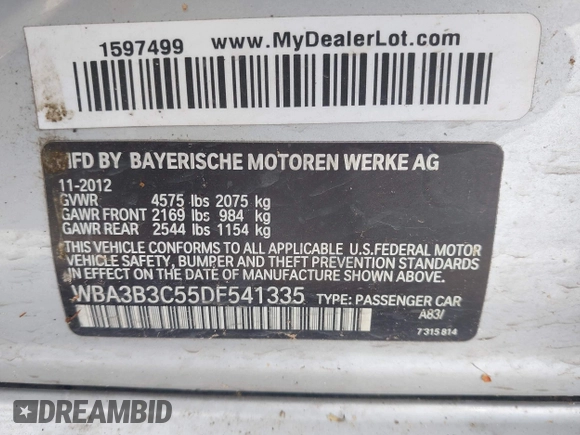 1597499 www.MyDealerLot.com
MFD BY BAYERISCHE MOTOREN WERKE AG
11-2012
GVWR 4575 lbs 2075 kg
GAWR FRONT 2169 lbs 984 kg
GAWR REAR 2544 lbs 1154 kg
THIS VEHICLE CONFORMS TO ALL APPLICABLE U.S.FEDERAL MOTOR
VEHICLE SAFETY, BUMPER AND THEFT PREVENTION STANDARDS
IN EFFECT ON THE DATE OF MANUFACTURE SHOWN ABOVE.
WBA3B3C55DF541335 TYPE: PASSENGER CAR
A83/
7 315 814
DREAMBID